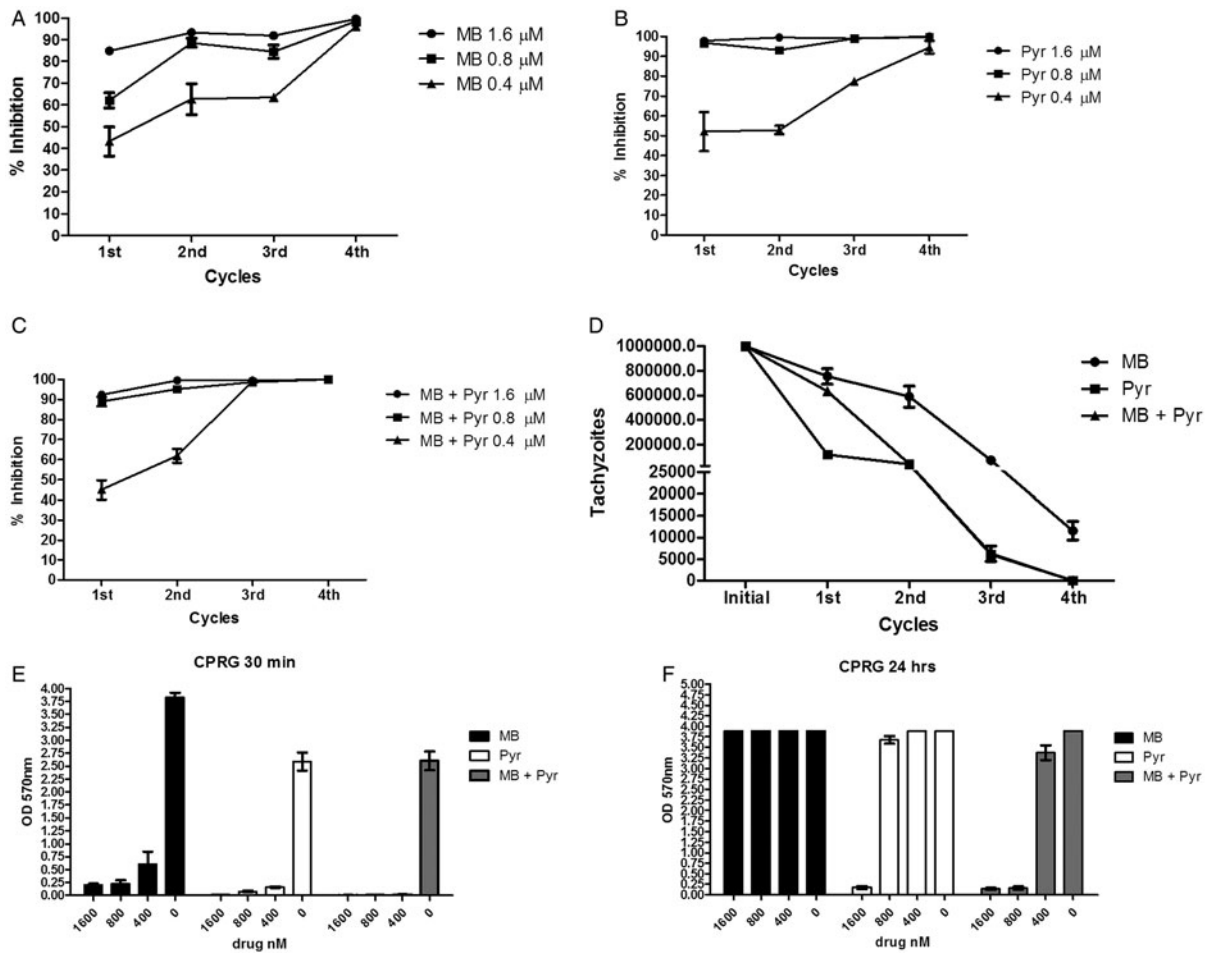 A
% Inhibition
100
90
80
70
60
50
40
30
20
10
0
1st 2nd 3rd 4th
Cycles
MB 1.6 µM
MB 0.8 µM
MB 0.4 µM
B
% Inhibition
100
90
80
70
60
50
40
30
20
10
0
1st 2nd 3rd 4th
Cycles
Pyr 1.6 µM
Pyr 0.8 µM
Pyr 0.4 µM
C
% Inhibition
100
90
80
70
60
50
40
30
20
10
0
1st 2nd 3rd 4th
Cycles
MB + Pyr 1.6 µM
MB + Pyr 0.8 µM
MB + Pyr 0.4 µM
D
Tachyzoites
1000000.0
800000.0
600000.0
400000.0
200000.0
25000
20000
15000
10000
5000
0
Initial 1st 2nd 3rd 4th
Cycles
MB
Pyr
MB + Pyr
E
CPRG 30 min
OD 570nm
4.00
3.75
3.50
3.25
3.00
2.75
2.50
2.25
2.00
1.75
1.50
1.25
1.00
0.75
0.50
0.25
0.00
1600 800 400 0 1600 800 400 0 1600 800 400 0
drug nM
MB
Pyr
MB + Pyr
F
CPRG 24 hrs
OD 570nm
5.00
4.75
4.50
4.25
4.00
3.75
3.50
3.25
3.00
2.75
2.50
2.25
2.00
1.75
1.50
1.25
1.00
0.75
0.50
0.25
0.00
1600 800 400 0 1600 800 400 0 1600 800 400 0
drug nM
MB
Pyr
MB + Pyr